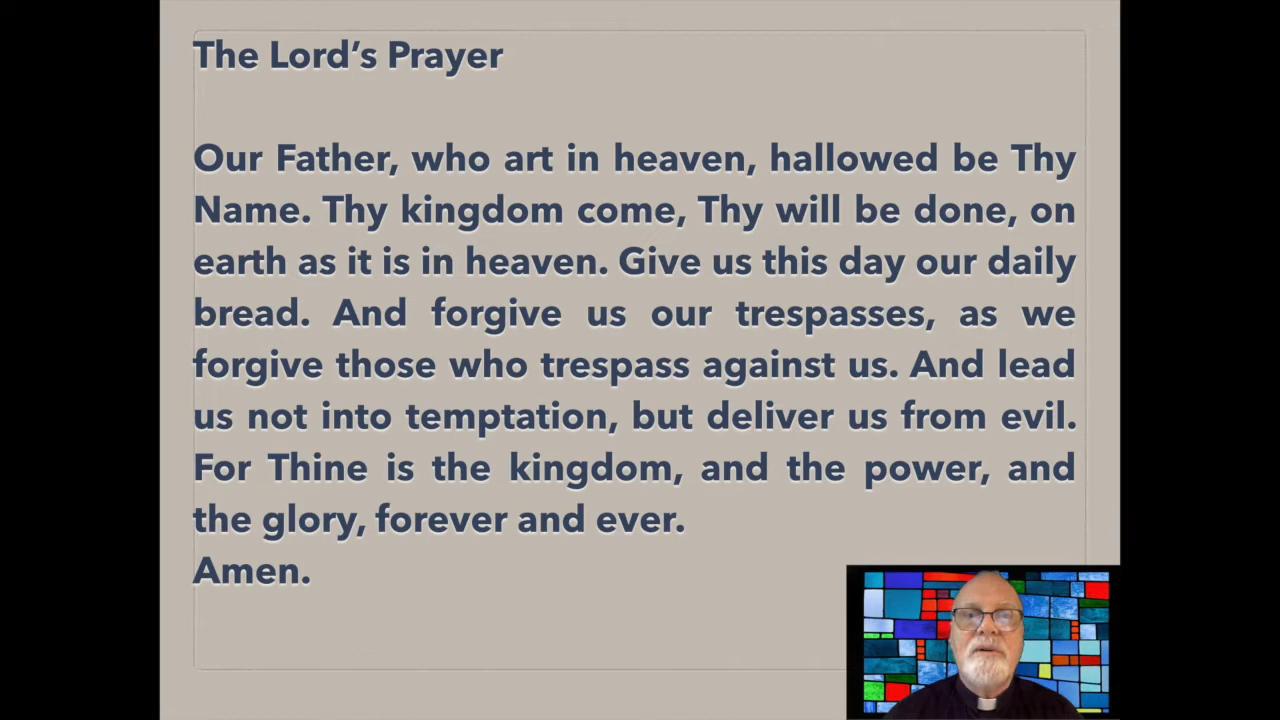 The Lord’s Prayer
Our Father, who art in heaven, hallowed be Thy
Name. Thy kingdom come, Thy will be done, on
earth as it is in heaven. Give us this day our daily
bread. And forgive us our trespasses, as we
forgive those who trespass against us. And lead
us not into temptation, but deliver us from evil.
For Thine is the kingdom, and the power, and
the glory, forever and ever.
Amen.